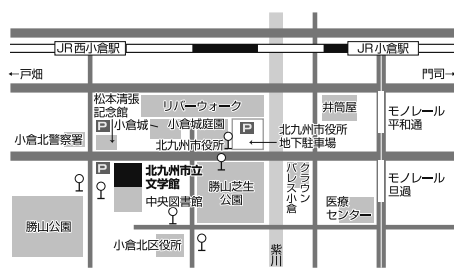 JR西小倉駅
JR小倉駅
←戸畑
門司→
松本清張
記念館
リバーウォーク
井筒屋
モノレール
平和通
P
小倉城
小倉城庭園
P
北九州市役所
地下駐車場
小倉北警察署
北九州市役所
P
北九州市立
文学館
中央図書館
勝山芝生
公園
クラウン
パレス小倉
モノレール
旦過
医療
センター
勝山公園
小倉北区役所
紫川